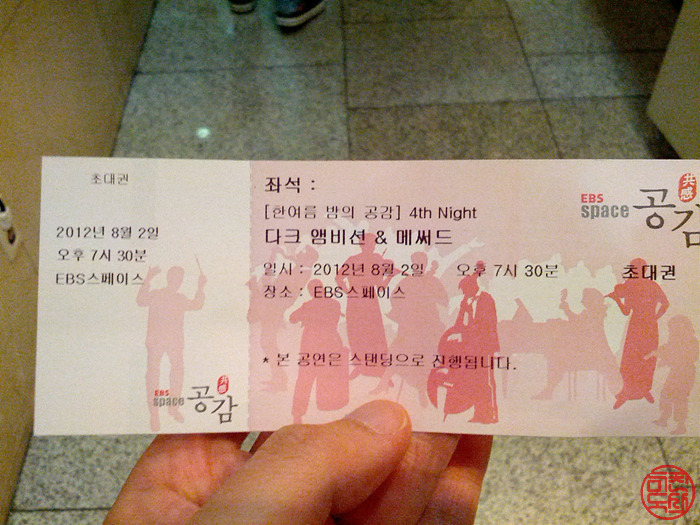 초대권
2012년 8월 2일
오후 7시 30분
EBS스페이스
EBS
space 공감
共感
좌석 :
[한여름 밤의 공감] 4th Night
다크 앰비션 & 메써드
일시 : 2012년 8월 2일 오후 7시 30분
장소 : EBS스페이스
초대권
* 본 공연은 스탠딩으로 진행됩니다.
EBS
space 공감
共感